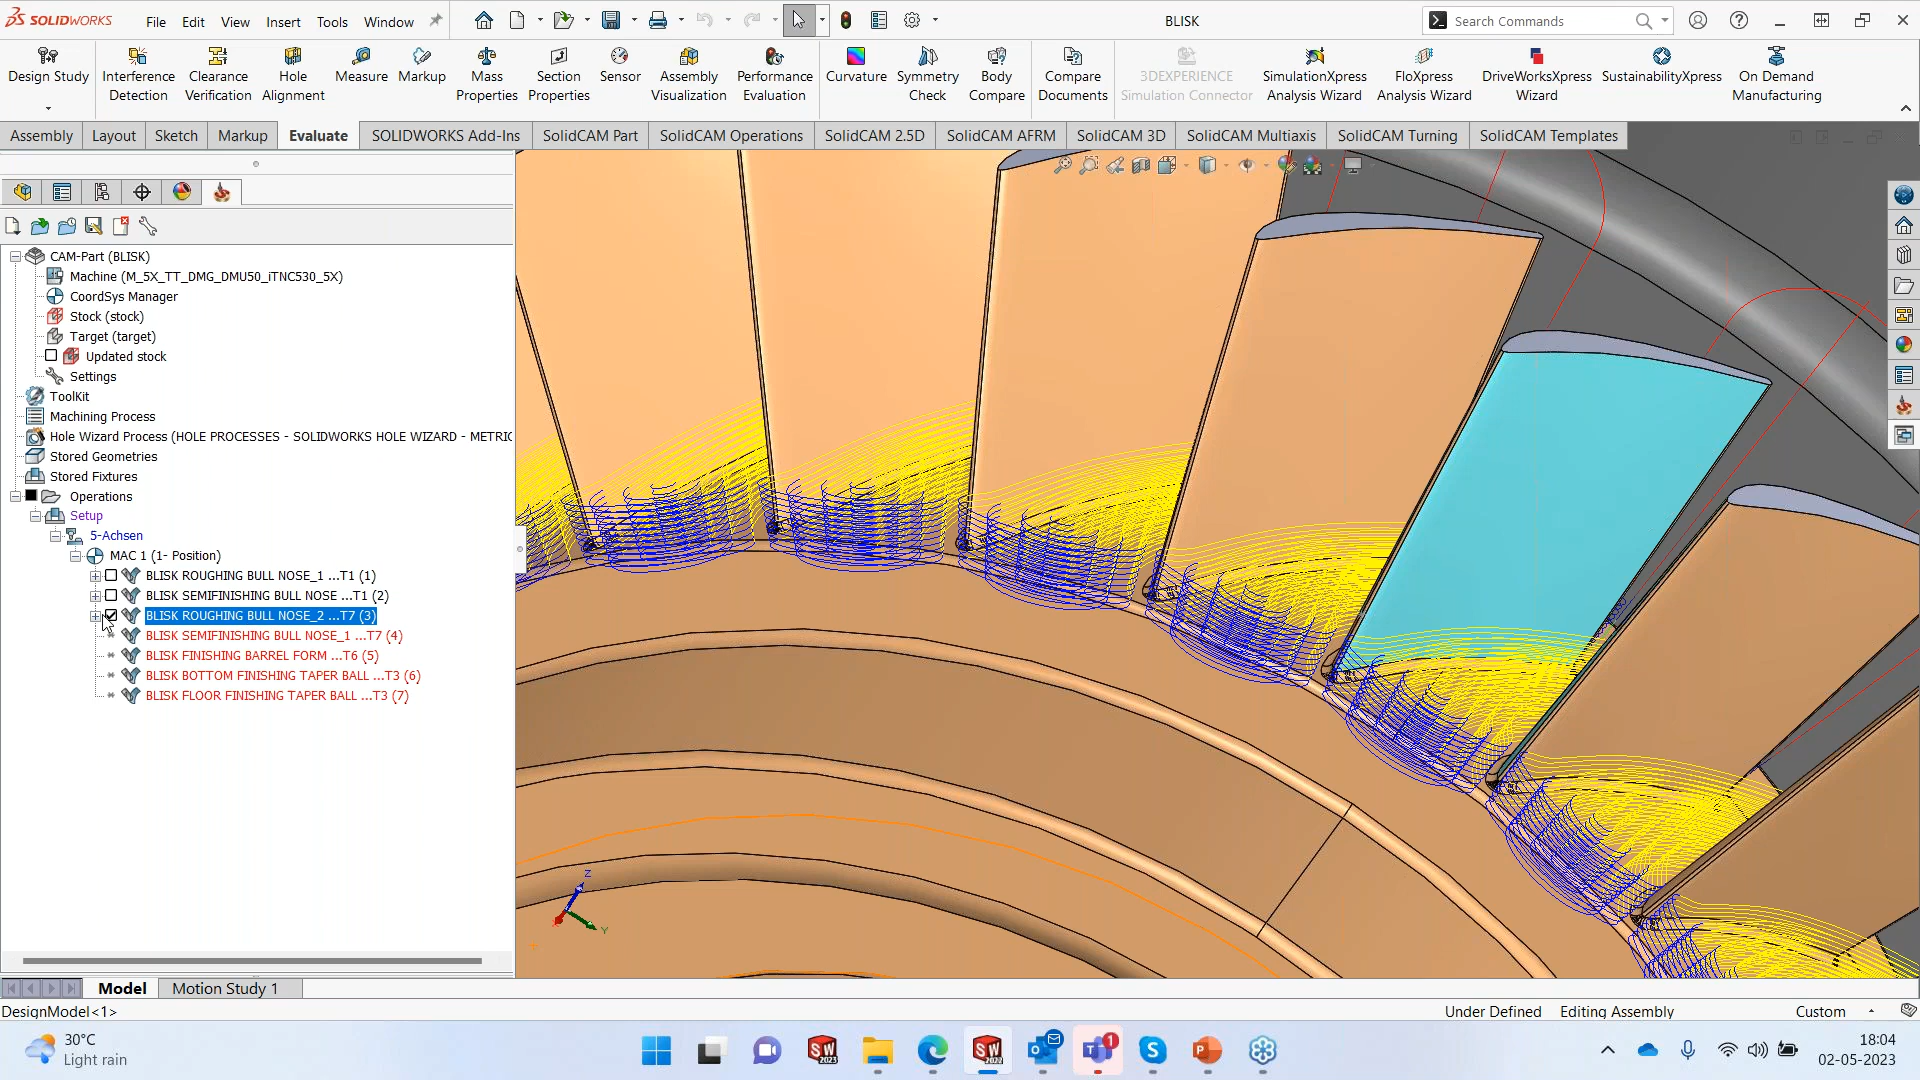 SOLIDWORKS File Edit View Insert Tools Window BLISK Search Commands
Design Study Interference Detection Clearance Verification Hole Alignment Measure Markup Mass Properties Section Properties Sensor Assembly Visualization Performance Evaluation Curvature Symmetry Check Body Compare Compare Documents 3DEXPERIENCE Simulation Connector SimulationXpress Analysis Wizard FloXpress Analysis Wizard DriveWorksXpress Wizard SustainabilityXpress On Demand Manufacturing
Assembly Layout Sketch Markup Evaluate SOLIDWORKS Add-Ins SolidCAM Part SolidCAM Operations SolidCAM 2.5D SolidCAM AFRM SolidCAM 3D SolidCAM Multiaxis SolidCAM Turning SolidCAM Templates
CAM-Part (BLISK)
Machine (M_5X_TT_DMG_DMU50_iTNC530_5X)
CoordSys Manager
Stock (stock)
Target (target)
Updated stock
Settings
ToolKit
Machining Process
Hole Wizard Process (HOLE PROCESSES - SOLIDWORKS HOLE WIZARD - METRIC
Stored Geometries
Stored Fixtures
Operations
Setup
5-Achsen
MAC 1 (1- Position)
BLISK ROUGHING BULL NOSE_1 ...T1 (1)
BLISK SEMIFINISHING BULL NOSE ...T1 (2)
BLISK ROUGHING BULL NOSE_2 ...T7 (3)
BLISK SEMIFINISHING BULL NOSE_1 ...T7 (4)
BLISK FINISHING BARREL FORM ...T6 (5)
BLISK BOTTOM FINISHING TAPER BALL ...T3 (6)
BLISK FLOOR FINISHING TAPER BALL ...T3 (7)
Z
Y
Model Motion Study 1
DesignModel<1> Under Defined Editing Assembly Custom
30°C
Light rain
SW 2023
SW 2022
1
18:04
02-05-2023